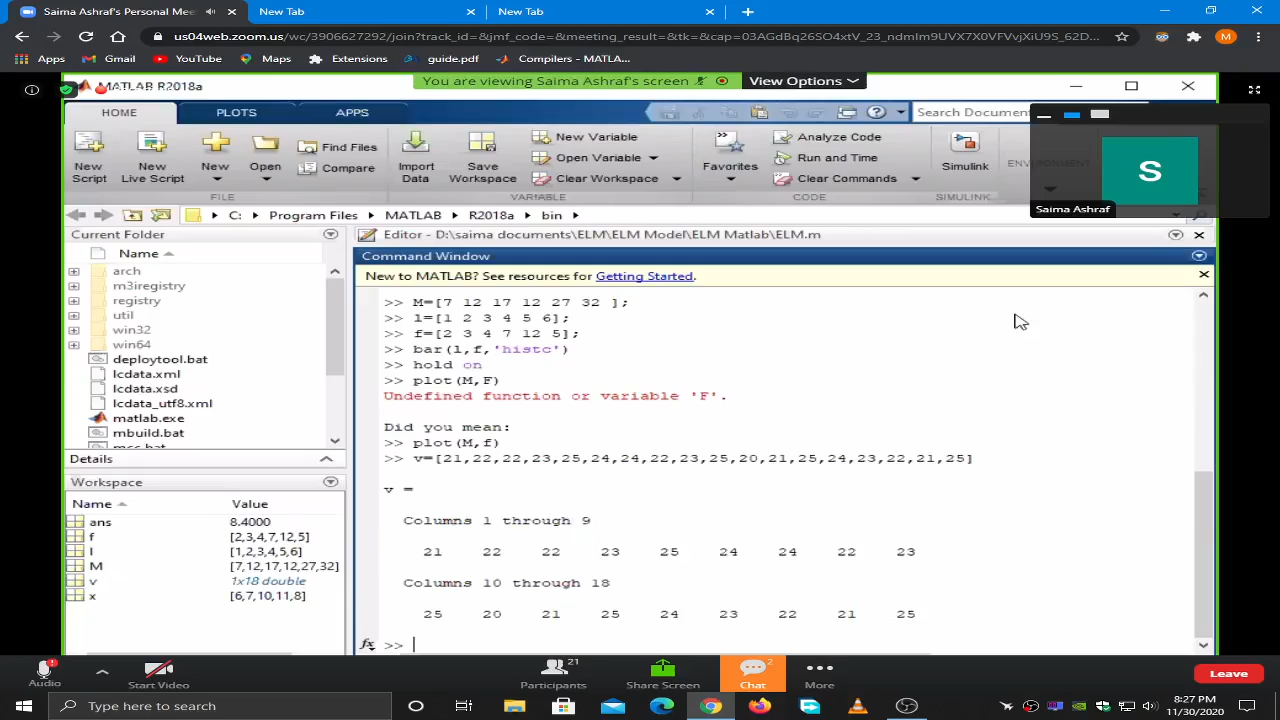 Saima Ashraf's Personal Mee
New Tab
New Tab
us04web.zoom.us/wc/3906627292/join?track_id=&jmf_code=&meeting_result=&tk=&cap=03AGdBq26SO4xtV_23_ndmIm9UVX7X0VFVvjXiU9S_62D...
M
Apps
Gmail
YouTube
Maps
Extensions
guide.pdf
Compilers - MATLA...
MATLAB R2018a
You are viewing Saima Ashraf's screen
View Options
HOME
PLOTS
APPS
Search Documen
New Script
New Live Script
New
Open
Find Files
Compare
Import Data
Save Workspace
New Variable
Open Variable
Clear Workspace
Favorites
Analyze Code
Run and Time
Clear Commands
Simulink
ENVIRONMENT
FILE
VARIABLE
CODE
SIMULINK
S
Saima Ashraf
C:
Program Files
MATLAB
R2018a
bin
Current Folder
Name
arch
m3iregistry
registry
util
win32
win64
deploytool.bat
lcdata.xml
lcdata.xsd
lcdata_utf8.xml
matlab.exe
mbuild.bat
mcc.bat
Details
Workspace
Name
Value
ans
8.4000
f
[2,3,4,7,12,5]
l
[1,2,3,4,5,6]
M
[7,12,17,12,27,32]
v
1x18 double
x
[6,7,10,11,8]
Editor - D:\saima documents\ELM\ELM Model\ELM Matlab\ELM.m
Command Window
New to MATLAB? See resources for Getting Started.
>> M=[7 12 17 12 27 32 ];
>> l=[1 2 3 4 5 6];
>> f=[2 3 4 7 12 5];
>> bar(l,f,'histc')
>> hold on
>> plot(M,F)
Undefined function or variable 'F'.
Did you mean:
>> plot(M,f)
>> v=[21,22,22,23,25,24,24,22,23,25,20,21,25,24,23,22,21,25]
v =
Columns 1 through 9
21 22 22 23 25 24 24 22 23
Columns 10 through 18
25 20 21 25 24 23 22 21 25
fx >>
Audio
Start Video
Participants
21
Share Screen
Chat
2
More
Leave
Type here to search
8:27 PM
11/30/2020